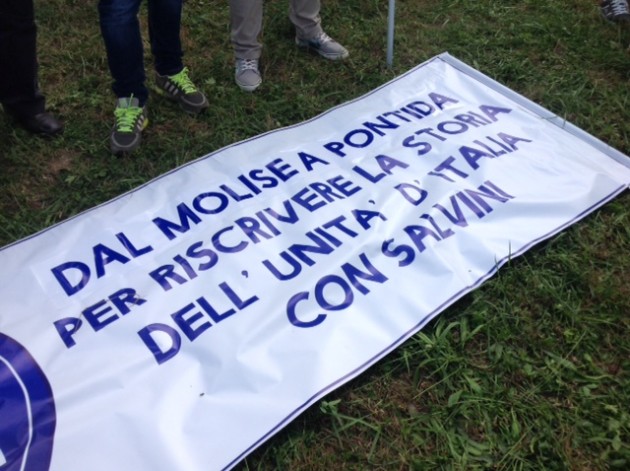 DAL MOLISE A PONTIDA
PER RISCRIVERE LA STORIA
DELL' UNITA' D'ITALIA
CON SALVINI